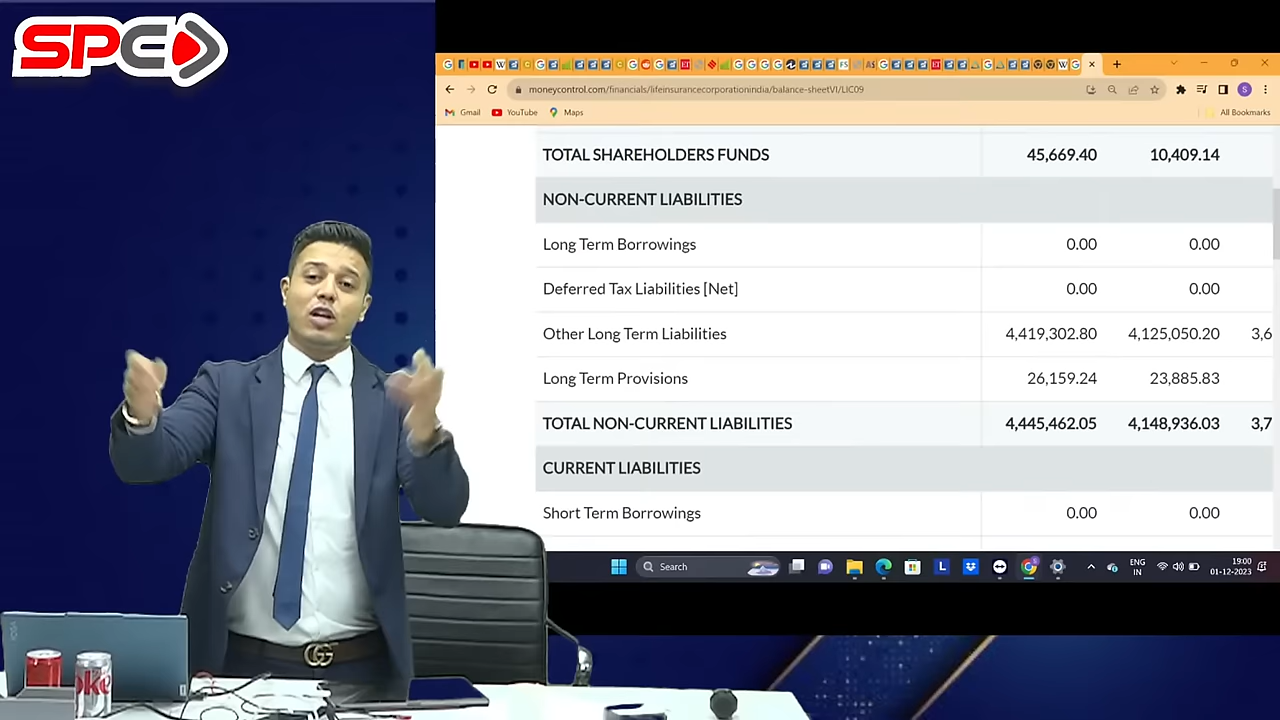 SPC
moneycontrol.com/financials/lifeinsurancecorporationindia/balance-sheetVI/LIC09
S
Gmail YouTube Maps All Bookmarks
TOTAL SHAREHOLDERS FUNDS 45,669.40 10,409.14
NON-CURRENT LIABILITIES
Long Term Borrowings 0.00 0.00
Deferred Tax Liabilities [Net] 0.00 0.00
Other Long Term Liabilities 4,419,302.80 4,125,050.20 3,6
Long Term Provisions 26,159.24 23,885.83
TOTAL NON-CURRENT LIABILITIES 4,445,462.05 4,148,936.03 3,7
CURRENT LIABILITIES
Short Term Borrowings 0.00 0.00
Search
ENG
IN
19:00
01-12-2023
YOGA
oke